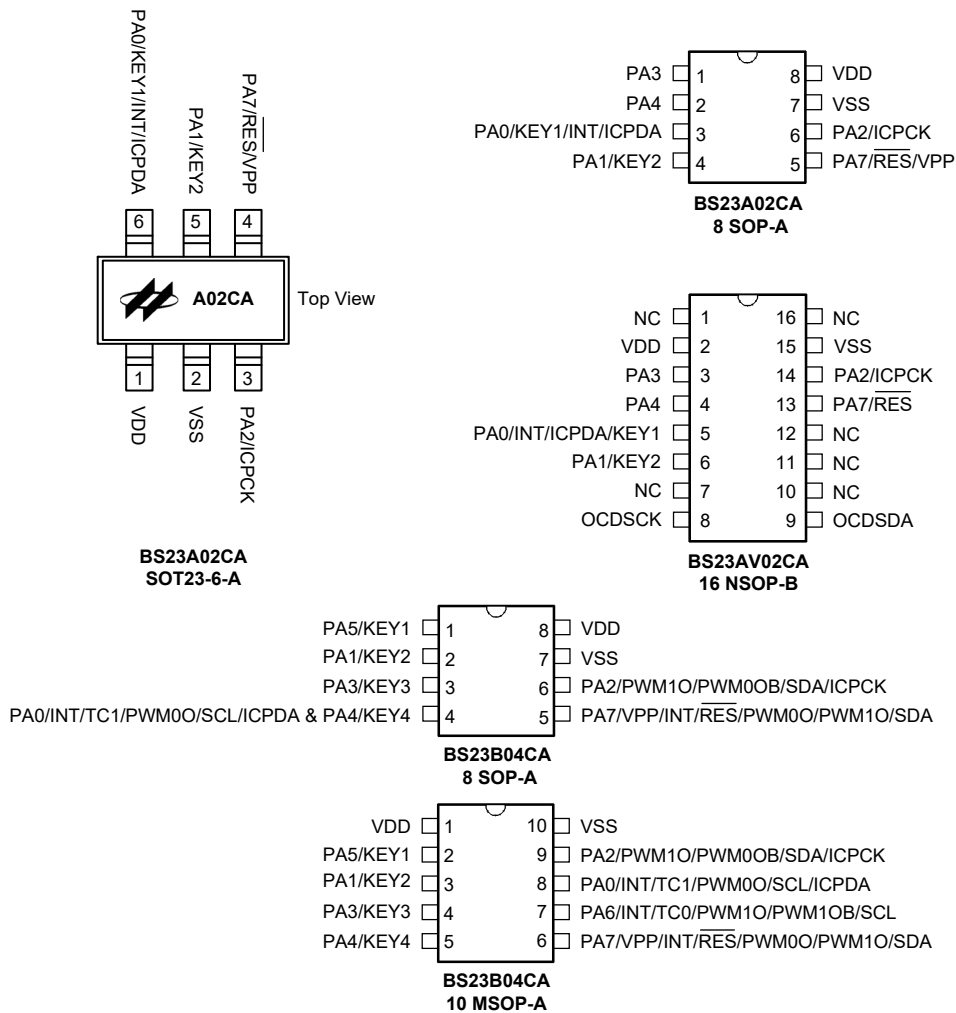 PA0/KEY1/INT/ICPDA
PA1/KEY2
PA7/RES/VPP
6 5 4
A02CA
Top View
1 2 3
VDD
VSS
PA2/ICPCK
BS23A02CA
SOT23-6-A
PA3 1 8 VDD
PA4 2 7 VSS
PA0/KEY1/INT/ICPDA 3 6 PA2/ICPCK
PA1/KEY2 4 5 PA7/RES/VPP
BS23A02CA
8 SOP-A
NC 1 16 NC
VDD 2 15 VSS
PA3 3 14 PA2/ICPCK
PA4 4 13 PA7/RES
PA0/INT/ICPDA/KEY1 5 12 NC
PA1/KEY2 6 11 NC
NC 7 10 NC
OCDSCK 8 9 OCDSDA
BS23AV02CA
16 NSOP-B
PA5/KEY1 1 8 VDD
PA1/KEY2 2 7 VSS
PA3/KEY3 3 6 PA2/PWM1O/PWM0OB/SDA/ICPCK
PA0/INT/TC1/PWM0O/SCL/ICPDA & PA4/KEY4 4 5 PA7/VPP/INT/RES/PWM0O/PWM1O/SDA
BS23B04CA
8 SOP-A
VDD 1 10 VSS
PA5/KEY1 2 9 PA2/PWM1O/PWM0OB/SDA/ICPCK
PA1/KEY2 3 8 PA0/INT/TC1/PWM0O/SCL/ICPDA
PA3/KEY3 4 7 PA6/INT/TC0/PWM1O/PWM1OB/SCL
PA4/KEY4 5 6 PA7/VPP/INT/RES/PWM0O/PWM1O/SDA
BS23B04CA
10 MSOP-A